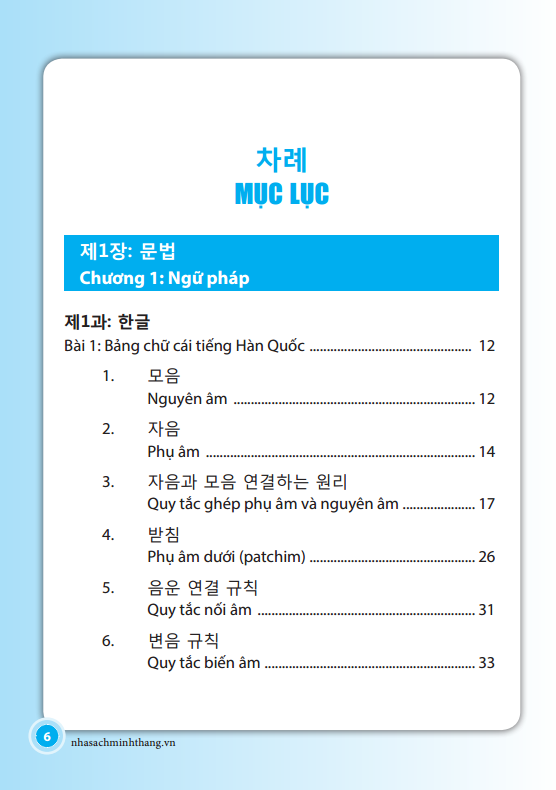 차례
MỤC LỤC
제1장: 문법
Chương 1: Ngữ pháp
제1과: 한글
Bài 1: Bảng chữ cái tiếng Hàn Quốc ................................................ 12
1. 모음
Nguyên âm ........................................................................ 12
2. 자음
Phụ âm ................................................................................ 14
3. 자음과 모음 연결하는 원리
Quy tắc ghép phụ âm và nguyên âm ..................... 17
4. 받침
Phụ âm dưới (patchim) ................................................. 26
5. 음운 연결 규칙
Quy tắc nối âm ................................................................ 31
6. 변음 규칙
Quy tắc biến âm .............................................................. 33
6 nhasachminhthang.vn